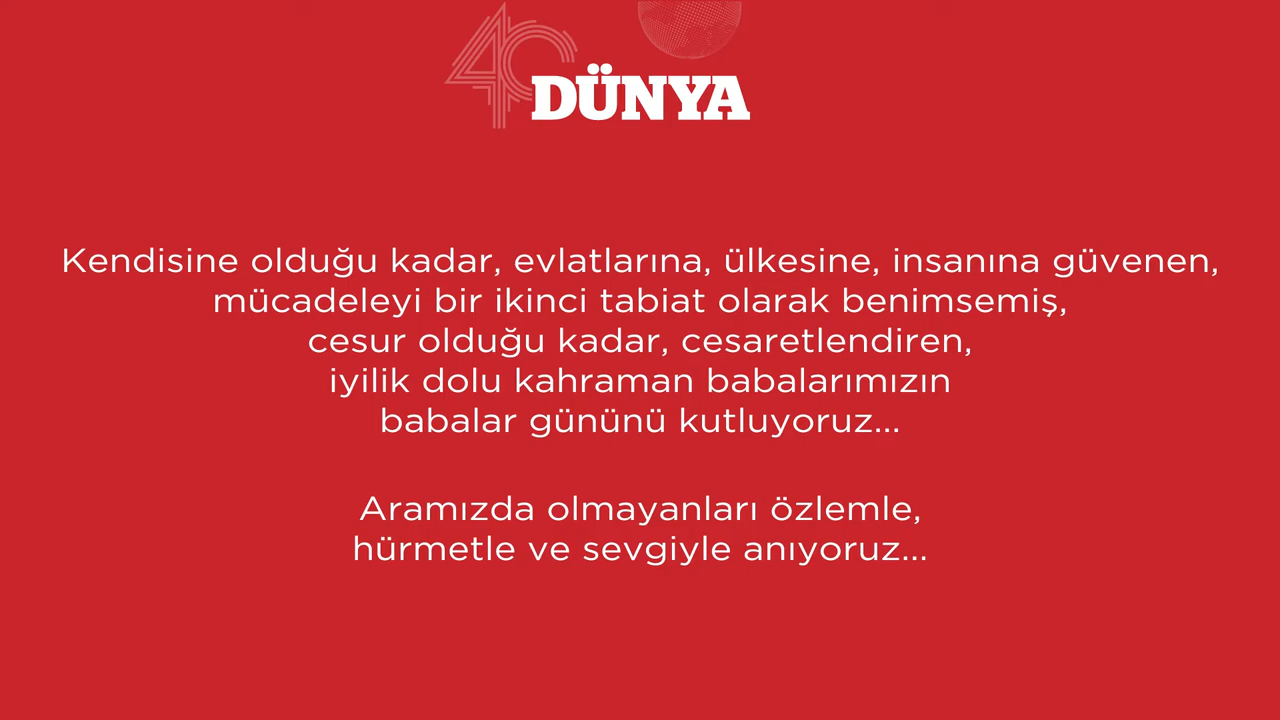 40
DÜNYA
Kendisine olduğu kadar, evlatlarına, ülkesine, insanına güvenen,
mücadeleyi bir ikinci tabiat olarak benimsemiş,
cesur olduğu kadar, cesaretlendiren,
iyilik dolu kahraman babalarımızın
babalar gününü kutluyoruz...
Aramızda olmayanları özlemle,
hürmetle ve sevgiyle anıyoruz...